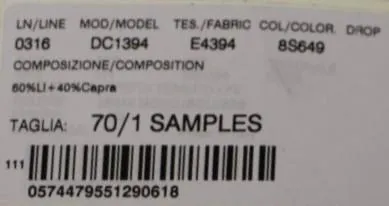 LN/LINE MOD/MODEL TES./FABRIC COL/COLOR. DROP
0316 DC1394 E4394 8S649
COMPOSIZIONE/COMPOSITION
60%LI+40%Capra
TAGLIA: 70/1 SAMPLES
111
0574479551290618